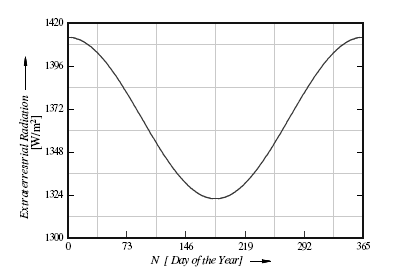 1420
1396
1372
1348
1324
1300
Extraterrestrial Radiation
[W/m²]
0 73 146 219 292 365
N [ Day of the Year]